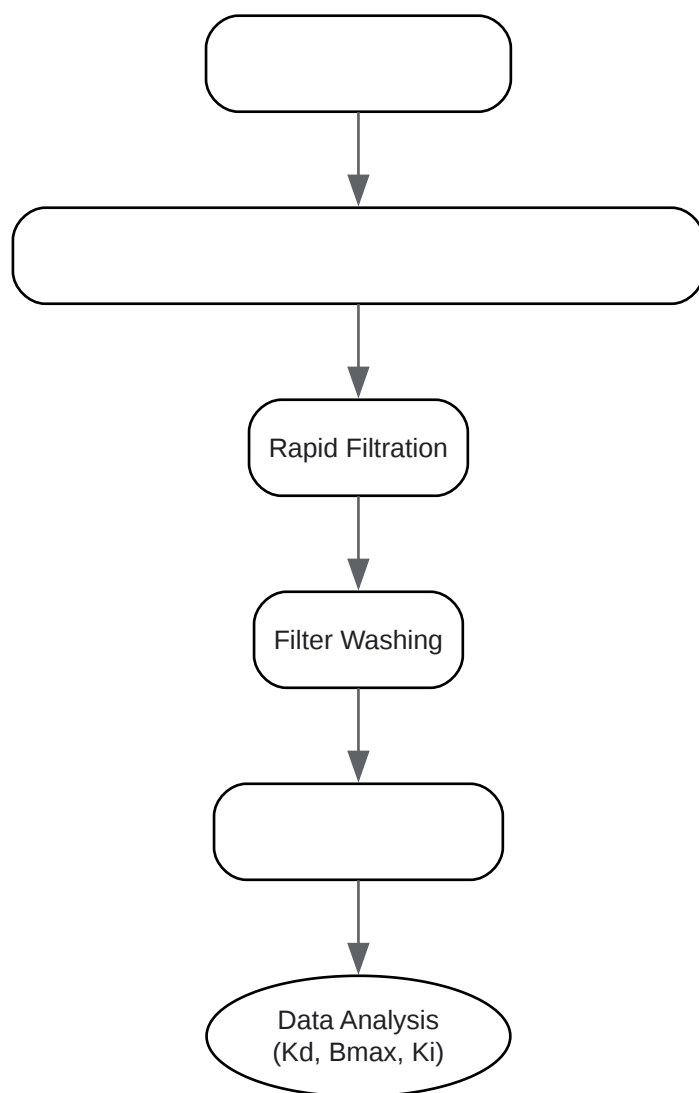 Rapid Filtration
Filter Washing
Data Analysis
(Kd, Bmax, Ki)